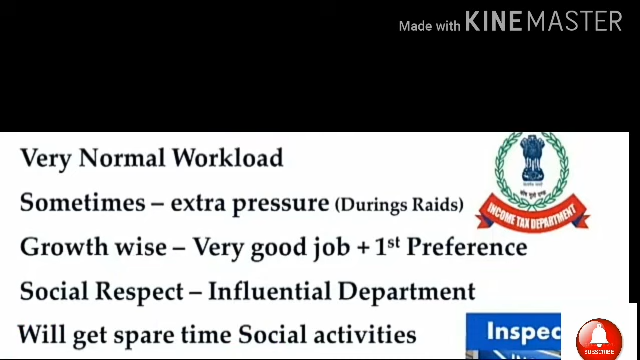 Made with KINEMASTER
Very Normal Workload
Sometimes – extra pressure (Durings Raids)
Growth wise – Very good job + 1st Preference
Social Respect – Influential Department
Will get spare time Social activities
INCOME TAX DEPARTMENT
Inspec
SUBSCRIBE